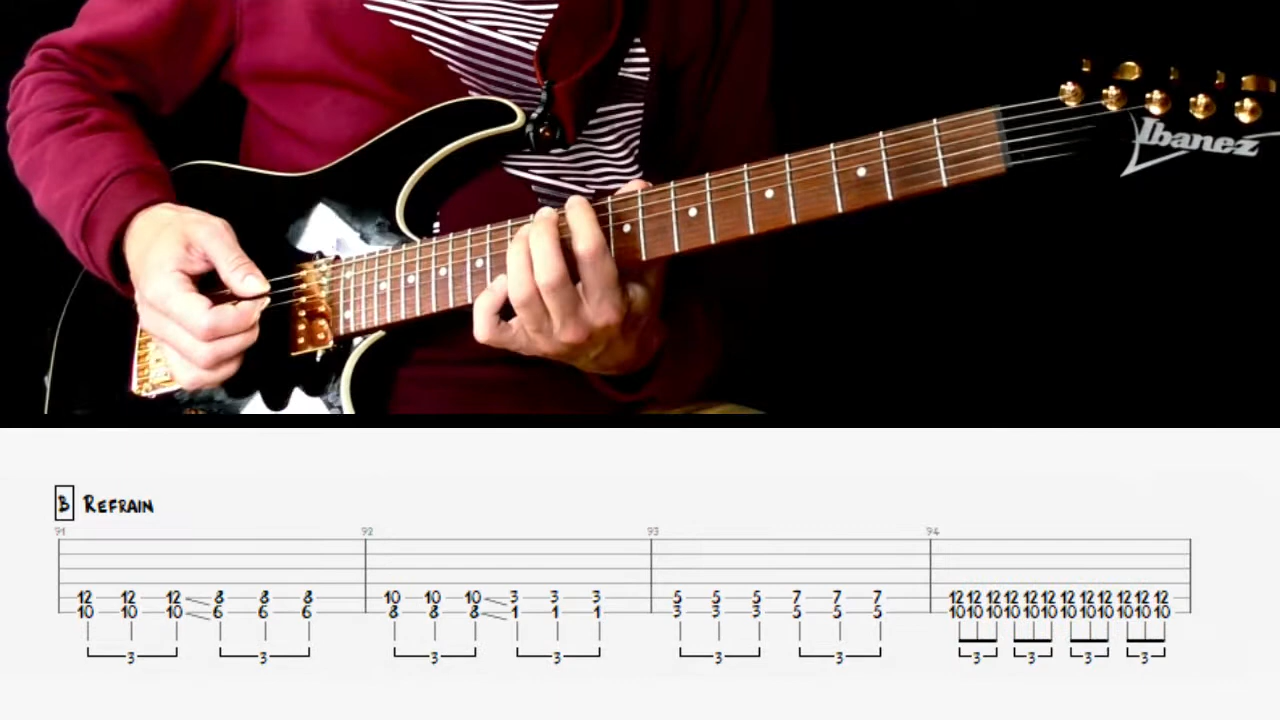 Ibanez
B REFRAIN
91 92 93 94
12 12 12 8 8 8 10 10 10 3 3 3 5 5 5 7 7 7 12 12 12 12 12 12 12 12 12 12 12 12
10 10 10 6 6 6 8 8 8 1 1 1 3 3 3 5 5 5 10 10 10 10 10 10 10 10 10 10 10 10
3 3 3 3 3 3 3 3 3 3